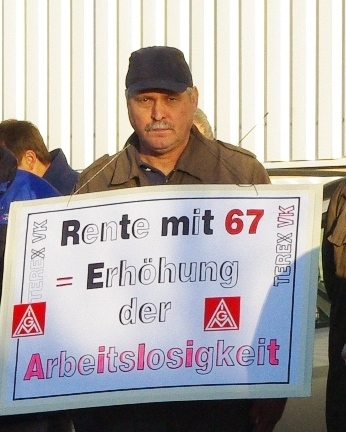 Rente mit 67
= Erhöhung
der
Arbeitslosigkeit
TEREX VK
TEREX VK